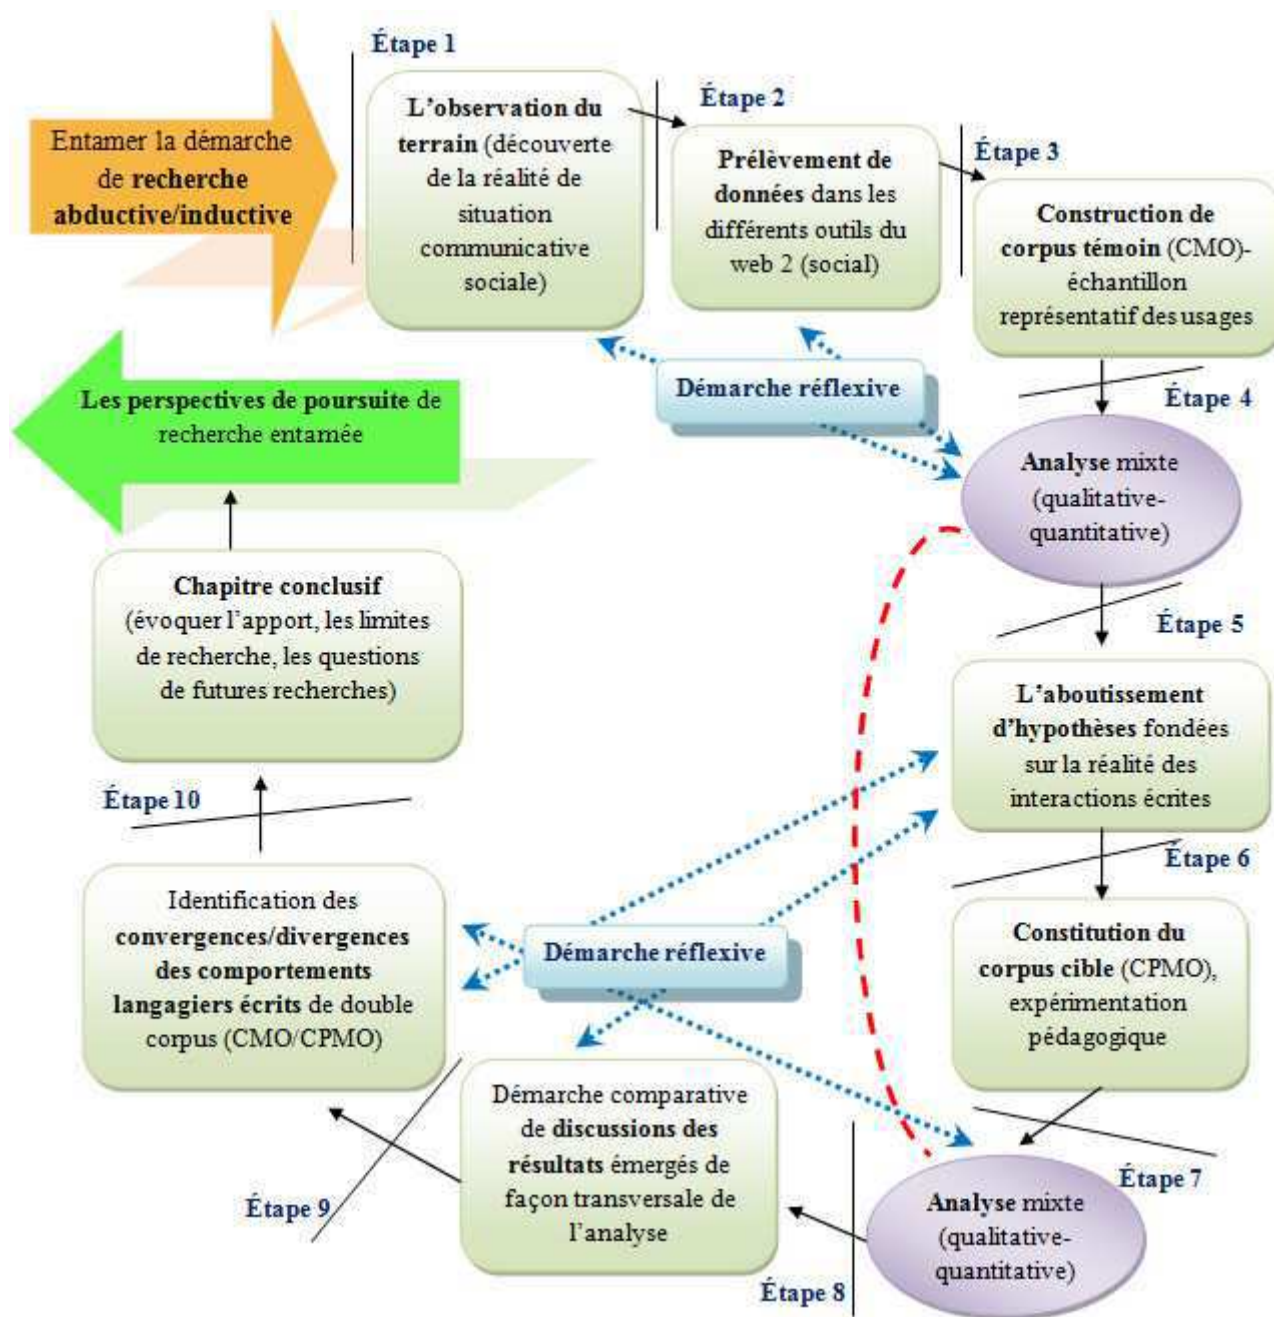 Entamer la démarche
de recherche
abductive/inductive
Étape 1
L’observation du
terrain (découverte
de la réalité de
situation
communicative
sociale)
Étape 2
Prélèvement de
données dans les
différents outils du
web 2 (social)
Étape 3
Construction de
corpus témoin (CMO)-
échantillon
représentatif des usages
Démarche réflexive
Étape 4
Analyse mixte
(qualitative-
quantitative)
Étape 5
L’aboutissement
d’hypothèses fondées
sur la réalité des
interactions écrites
Étape 6
Constitution du
corpus cible (CPMO),
expérimentation
pédagogique
Étape 7
Analyse mixte
(qualitative-
quantitative)
Démarche réflexive
Étape 8
Démarche comparative
de discussions des
résultats émergés de
façon transversale de
l’analyse
Étape 9
Identification des
convergences/divergences
des comportements
langagiers écrits de double
corpus (CMO/CPMO)
Étape 10
Chapitre conclusif
(évoquer l’apport, les limites
de recherche, les questions
de futures recherches)
Les perspectives de poursuite de
recherche entamée